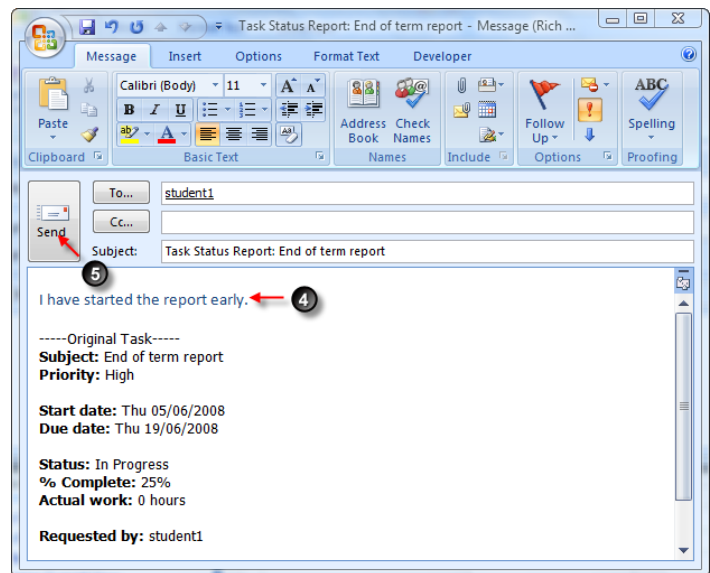 Task Status Report: End of term report - Message (Rich ...
Message Insert Options Format Text Developer
Paste
Calibri (Body) 11 A A
B I U
ab A
Address Book
Check Names
Follow Up
ABC
Spelling
Clipboard Basic Text Names Include Options Proofing
Send
To... student1
Cc...
Subject: Task Status Report: End of term report
5
I have started the report early. 4
-----Original Task-----
Subject: End of term report
Priority: High
Start date: Thu 05/06/2008
Due date: Thu 19/06/2008
Status: In Progress
% Complete: 25%
Actual work: 0 hours
Requested by: student1